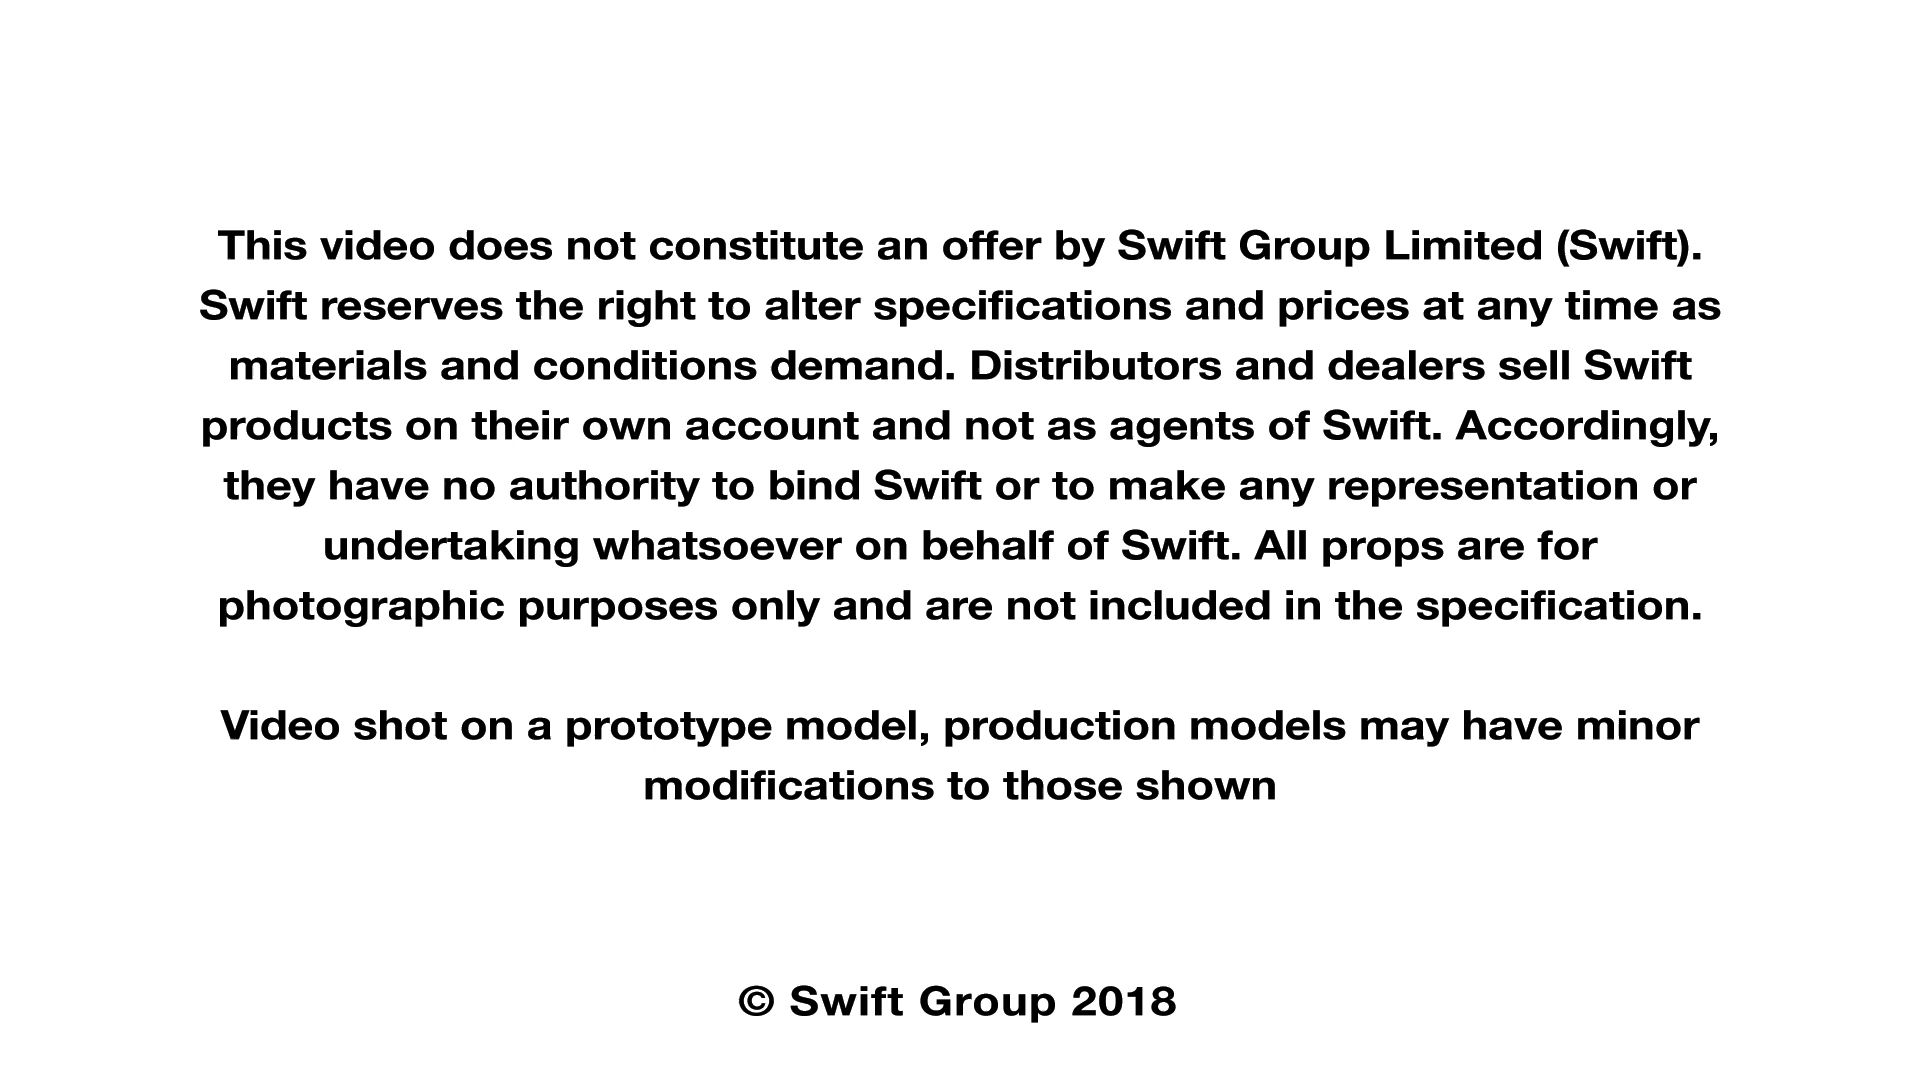 This video does not constitute an offer by Swift Group Limited (Swift).
Swift reserves the right to alter specifications and prices at any time as
materials and conditions demand. Distributors and dealers sell Swift
products on their own account and not as agents of Swift. Accordingly,
they have no authority to bind Swift or to make any representation or
undertaking whatsoever on behalf of Swift. All props are for
photographic purposes only and are not included in the specification.
Video shot on a prototype model, production models may have minor
modifications to those shown
© Swift Group 2018